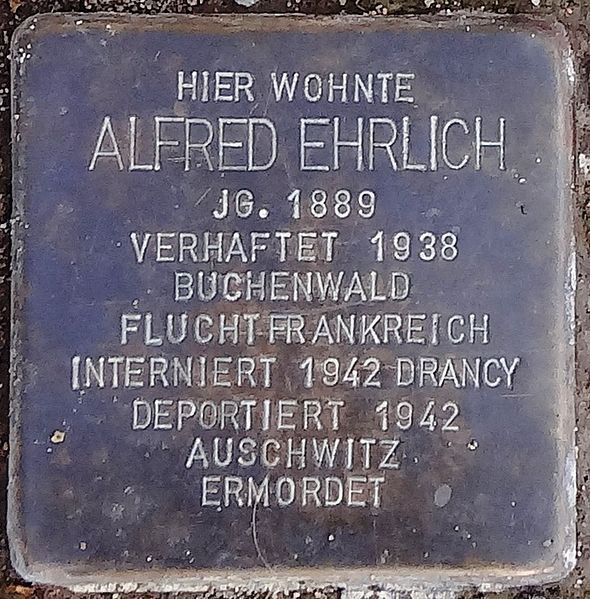 HIER WOHNTE
ALFRED EHRLICH
JG. 1889
VERHAFTET 1938
BUCHENWALD
FLUCHT FRANKREICH
INTERNIERT 1942 DRANCY
DEPORTIERT 1942
AUSCHWITZ
ERMORDET